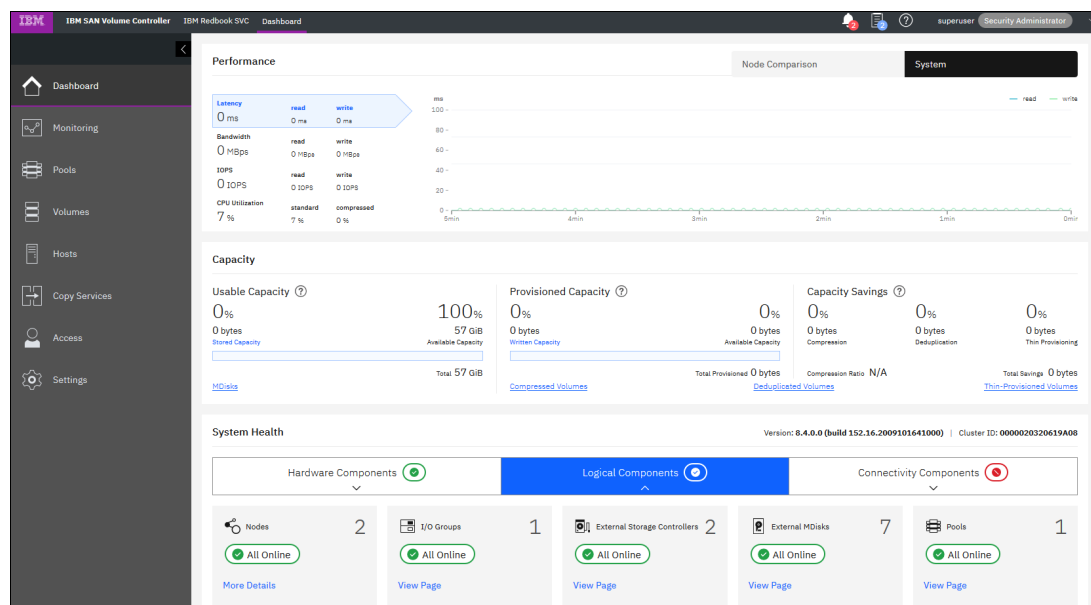 IBM IBM SAN Volume Controller IBM Redbook SVC Dashboard 2 2 ? superuser Security Administrator
Dashboard
Monitoring
Pools
Volumes
Hosts
Copy Services
Access
Settings
Performance
Node Comparison System
Latency read write
0 ms 0 ms 0 ms
Bandwidth read write
0 MBps 0 MBps 0 MBps
IOPS read write
0 IOPS 0 IOPS 0 IOPS
CPU Utilization standard compressed
7 % 7 % 0 %
ms
read write
100
80
60
40
20
0
5min 4min 3min 2min 1min 0min
Capacity
Usable Capacity ?
0% 100%
0 bytes 57 GiB
Stored Capacity Available Capacity
Total 57 GiB
MDisks
Provisioned Capacity ?
0% 0%
0 bytes 0 bytes
Written Capacity Available Capacity
Total Provisioned 0 bytes
Compressed Volumes Deduplicated Volumes
Capacity Savings ?
0% 0% 0%
0 bytes 0 bytes 0 bytes
Compression Deduplication Thin Provisioning
Compression Ratio N/A Total Savings 0 bytes
Thin-Provisioned Volumes
System Health
Version: 8.4.0.0 (build 152.16.2009101641000) | Cluster ID: 0000020320619A08
Hardware Components Logical Components Connectivity Components
Nodes 2
All Online
More Details
I/O Groups 1
All Online
View Page
External Storage Controllers 2
All Online
View Page
External MDisks 7
All Online
View Page
Pools 1
All Online
View Page